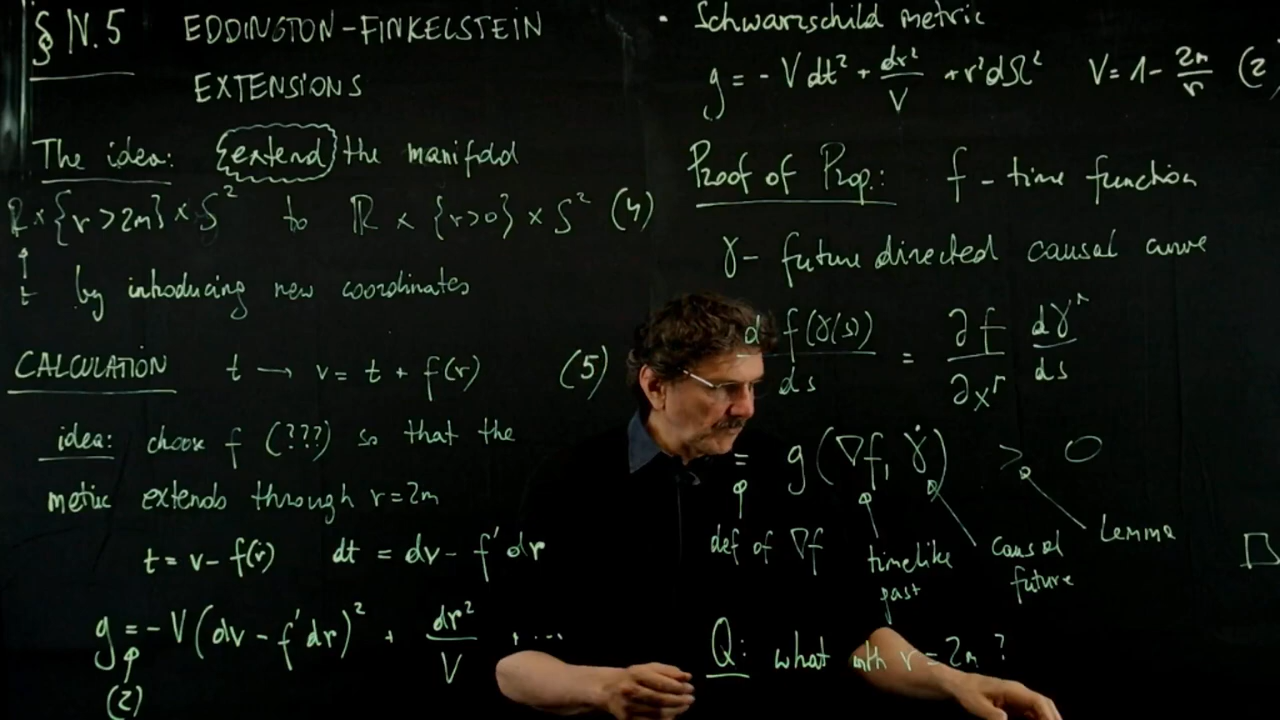 § IV.5 EDDINGTON-FINKELSTEIN
EXTENSIONS
The idea: {extend} the manifold
ℝ × {r > 2m} × S² to ℝ × {r>0} × S² (4)
↑
t by introducing new coordinates
CALCULATION t → v = t + f(r) (5)
idea: choose f (???) so that the
metric extends through r = 2m
t = v - f(r) dt = dv - f' dr
g = - V (dv - f' dr)² + dr²/V + ....
(2)
• Schwarzschild metric
g = - V dt² + dr²/V + r² dΩ² V = 1 - 2m/r (2)
Proof of Prop.: f - time function
γ - future directed causal curve
d f(γ(s))/ds = ∂f/∂x^μ dγ^μ/ds
= g(∇f, γ̇) > 0
def of ∇f timelike past causal future Lemma □
Q: what with r = 2m ?